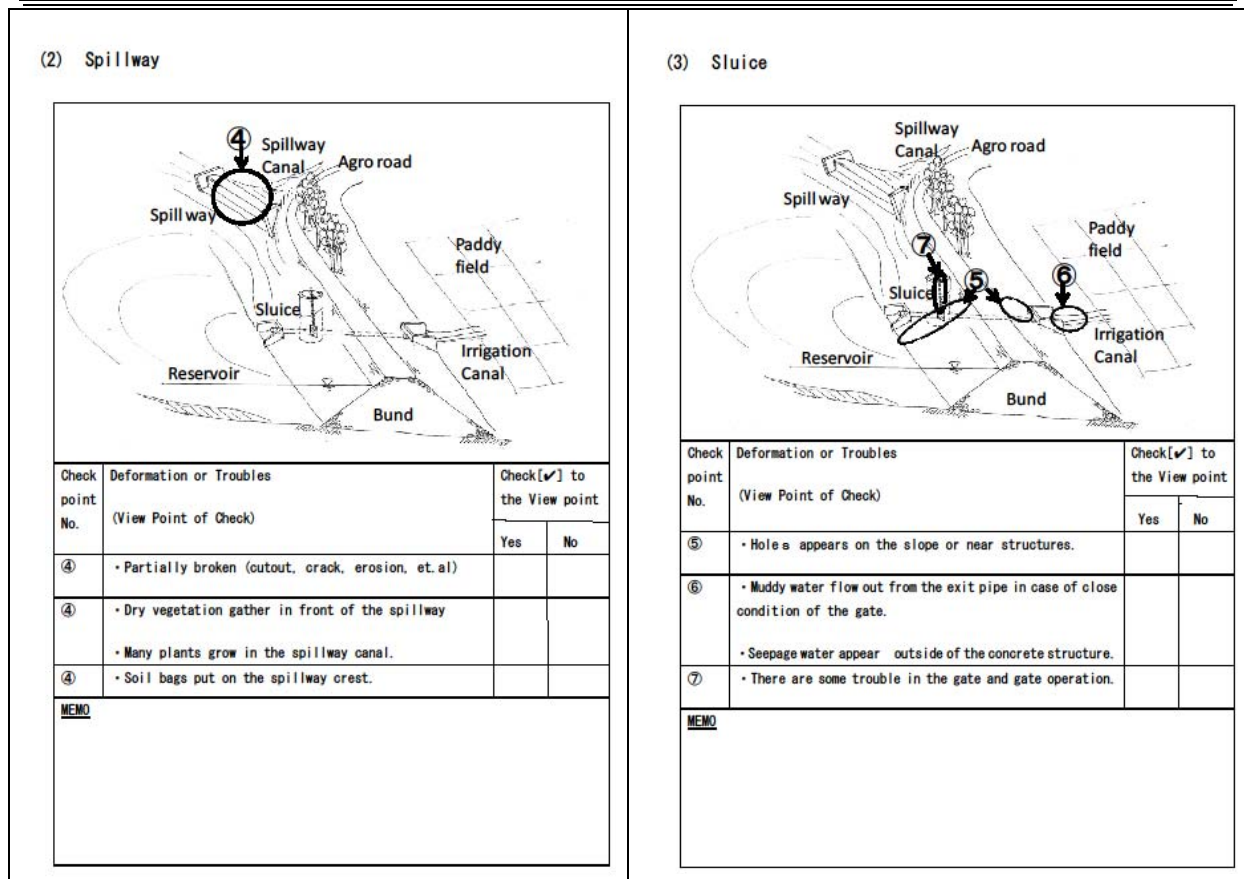 (2) Spillway
④
Spillway
Canal
Agro road
Spill way
Paddy
field
Sluice
Irrigation
Canal
Reservoir
Bund
Check
point
No.
Deformation or Troubles
(View Point of Check)
Check[✔] to
the View point
Yes No
④ ・Partially broken (cutout, crack, erosion, et.al)
④ ・Dry vegetation gather in front of the spillway
・Many plants grow in the spillway canal.
④ ・Soil bags put on the spillway crest.
MEMO
(3) Sluice
Spillway
Canal
Agro road
Spill way
Paddy
field
⑦
⑤
⑥
Sluice
Irrigation
Canal
Reservoir
Bund
Check
point
No.
Deformation or Troubles
(View Point of Check)
Check[✔] to
the View point
Yes No
⑤ ・Holes appears on the slope or near structures.
⑥ ・Muddy water flow out from the exit pipe in case of close
condition of the gate.
・Seepage water appear outside of the concrete structure.
⑦ ・There are some trouble in the gate and gate operation.
MEMO